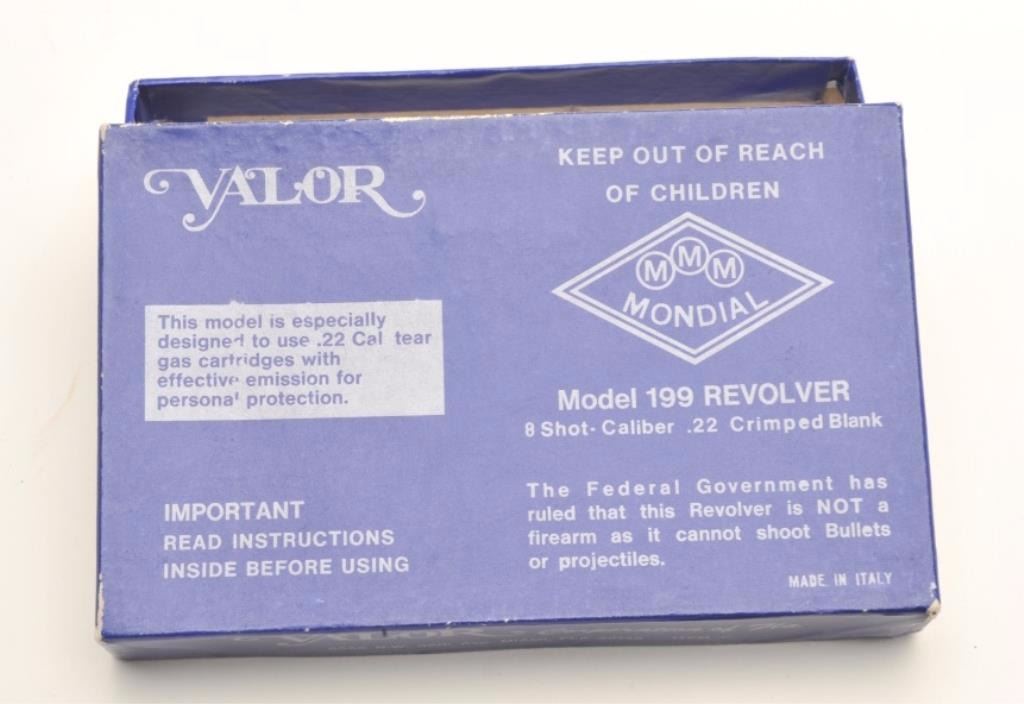 VALOR
This model is especially
designed to use .22 Cal tear
gas cartridges with
effective emission for
personal protection.
IMPORTANT
READ INSTRUCTIONS
INSIDE BEFORE USING
KEEP OUT OF REACH
OF CHILDREN
M M M
MONDIAL
Model 199 REVOLVER
8 Shot-Caliber .22 Crimped Blank
The Federal Government has
ruled that this Revolver is NOT a
firearm as it cannot shoot Bullets
or projectiles.
MADE IN ITALY
VALOR